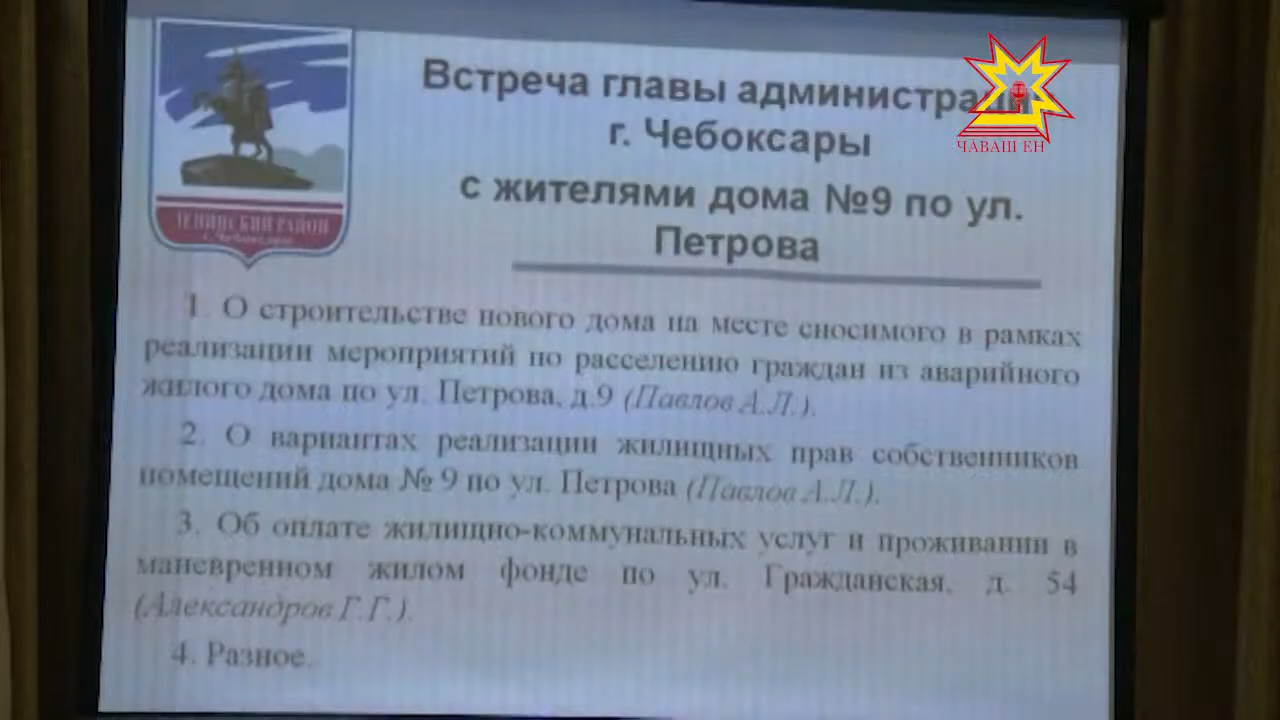 Встреча главы администрации
г. Чебоксары
с жителями дома №9 по ул.
Петрова
ЧАВАШ ЕН
ЛЕНИНСКИЙ РАЙОН
г. Чебоксары
1. О строительстве нового дома на месте сносимого в рамках
реализации мероприятий по расселению граждан из аварийного
жилого дома по ул. Петрова, д.9 (Павлов А.Л.).
2. О вариантах реализации жилищных прав собственников
помещений дома № 9 по ул. Петрова (Павлов А.Л.).
3. Об оплате жилищно-коммунальных услуг и проживании в
маневренном жилом фонде по ул. Гражданская, д. 54
(Александров Г.Г.).
4. Разное.